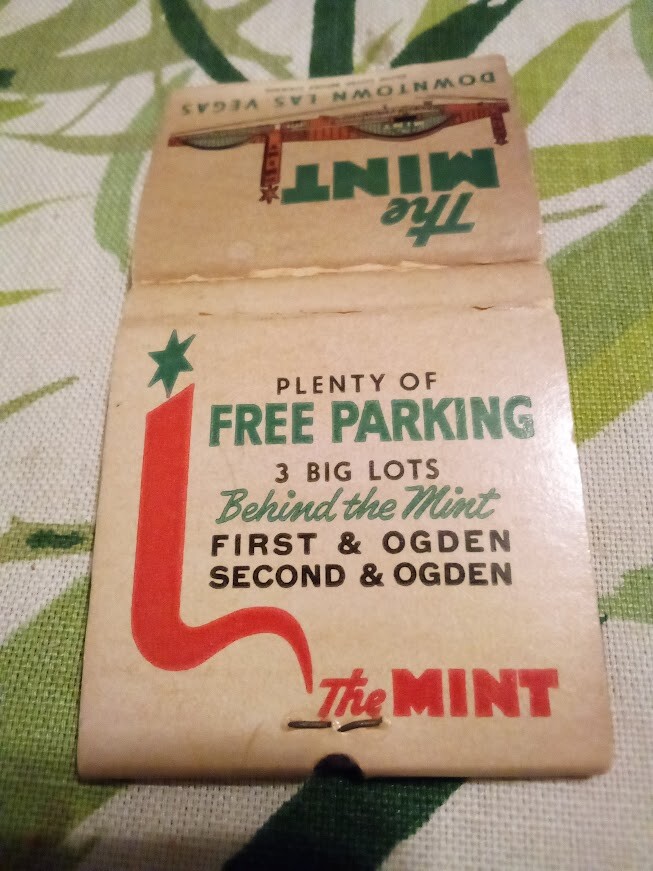 DOWNTOWN LAS VEGAS
The
MINT
PLENTY OF
FREE PARKING
3 BIG LOTS
Behind the Mint
FIRST & OGDEN
SECOND & OGDEN
The MINT